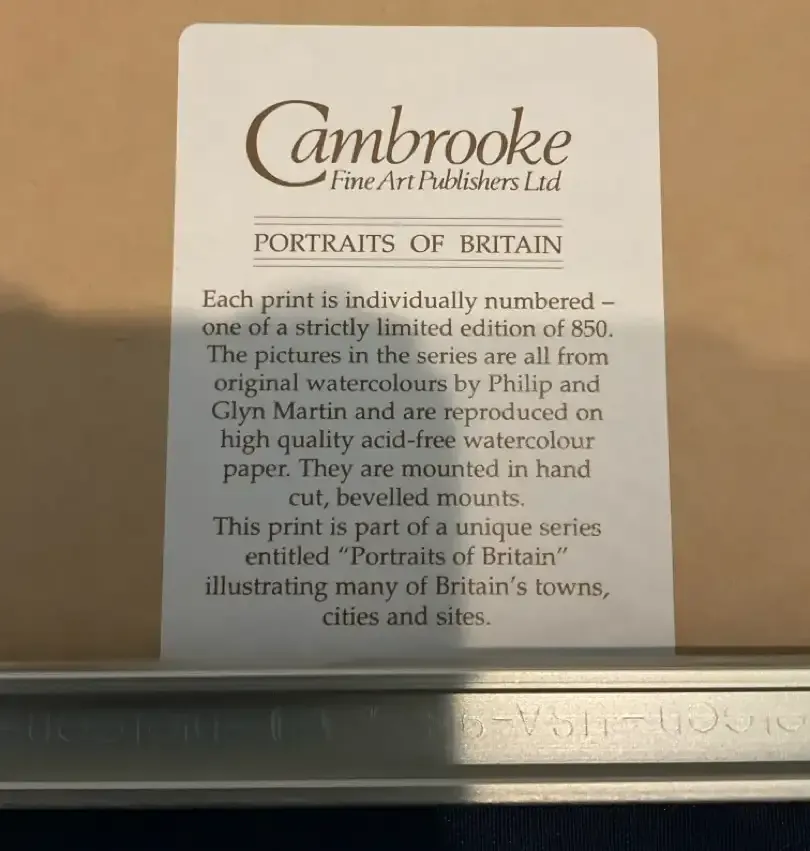 Cambrooke
Fine Art Publishers Ltd
PORTRAITS OF BRITAIN
Each print is individually numbered –
one of a strictly limited edition of 850.
The pictures in the series are all from
original watercolours by Philip and
Glyn Martin and are reproduced on
high quality acid-free watercolour
paper. They are mounted in hand
cut, bevelled mounts.
This print is part of a unique series
entitled “Portraits of Britain”
illustrating many of Britain’s towns,
cities and sites.